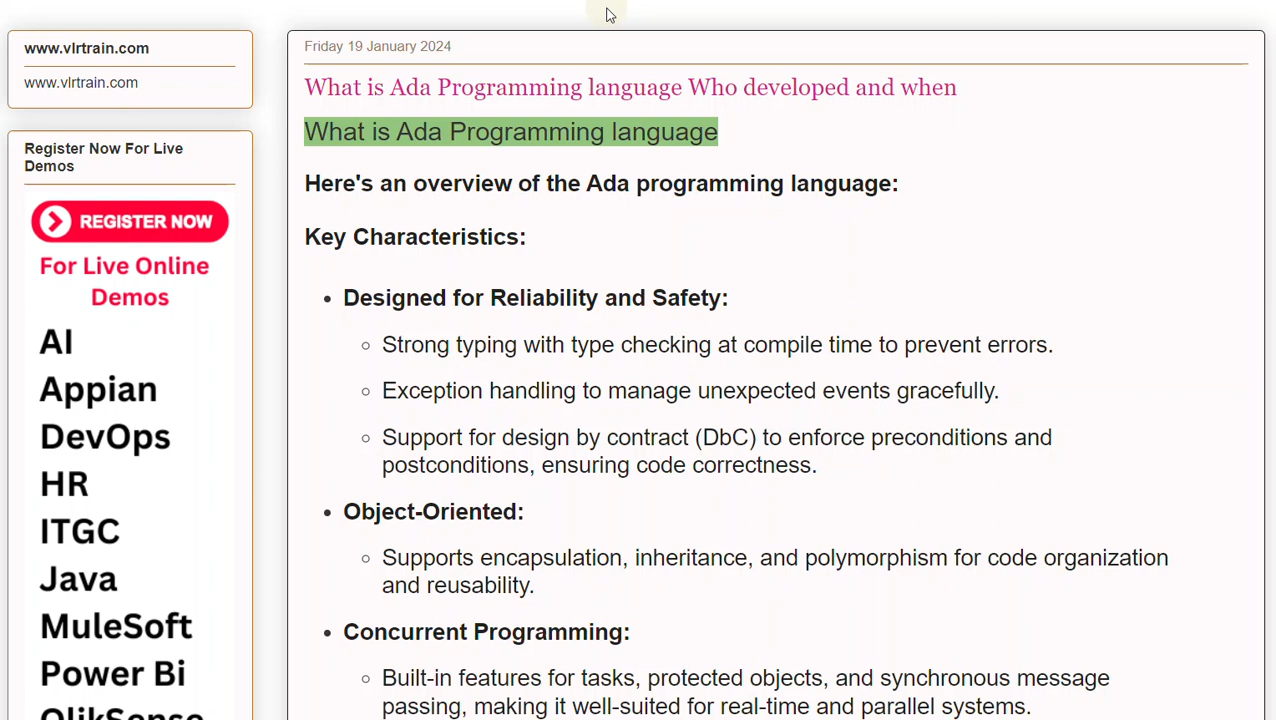 www.vlrtrain.com
www.vlrtrain.com
Register Now For Live
Demos
REGISTER NOW
For Live Online
Demos
AI
Appian
DevOps
HR
ITGC
Java
MuleSoft
Power Bi
QlikSense
Friday 19 January 2024
What is Ada Programming language Who developed and when
What is Ada Programming language
Here's an overview of the Ada programming language:
Key Characteristics:
• Designed for Reliability and Safety:
○ Strong typing with type checking at compile time to prevent errors.
○ Exception handling to manage unexpected events gracefully.
○ Support for design by contract (DbC) to enforce preconditions and
postconditions, ensuring code correctness.
• Object-Oriented:
○ Supports encapsulation, inheritance, and polymorphism for code organization
and reusability.
• Concurrent Programming:
○ Built-in features for tasks, protected objects, and synchronous message
passing, making it well-suited for real-time and parallel systems.